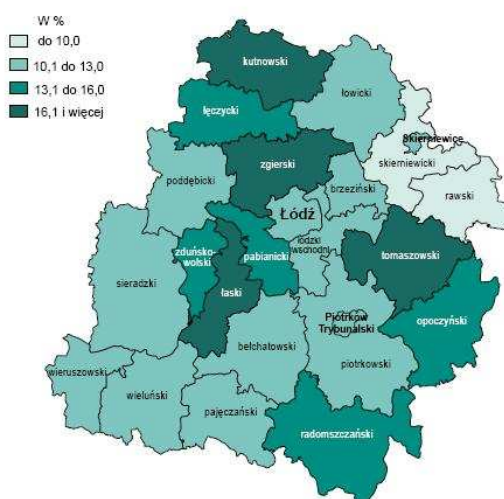 W %
do 10,0
10,1 do 13,0
13,1 do 16,0
16,1 i więcej
kutnowski
łowicki
łęczycki
Skierniewice
skierniewicki
zgierski
poddębicki
brzeziński
rawski
Łódź
łódzki
wschodni
zduńsko-
wolski
pabianicki
tomaszowski
sieradzki
łaski
Piotrków
Trybunalski
opoczyński
bełchatowski
piotrkowski
wieruszowski
wieluński
pajęczański
radomszczański